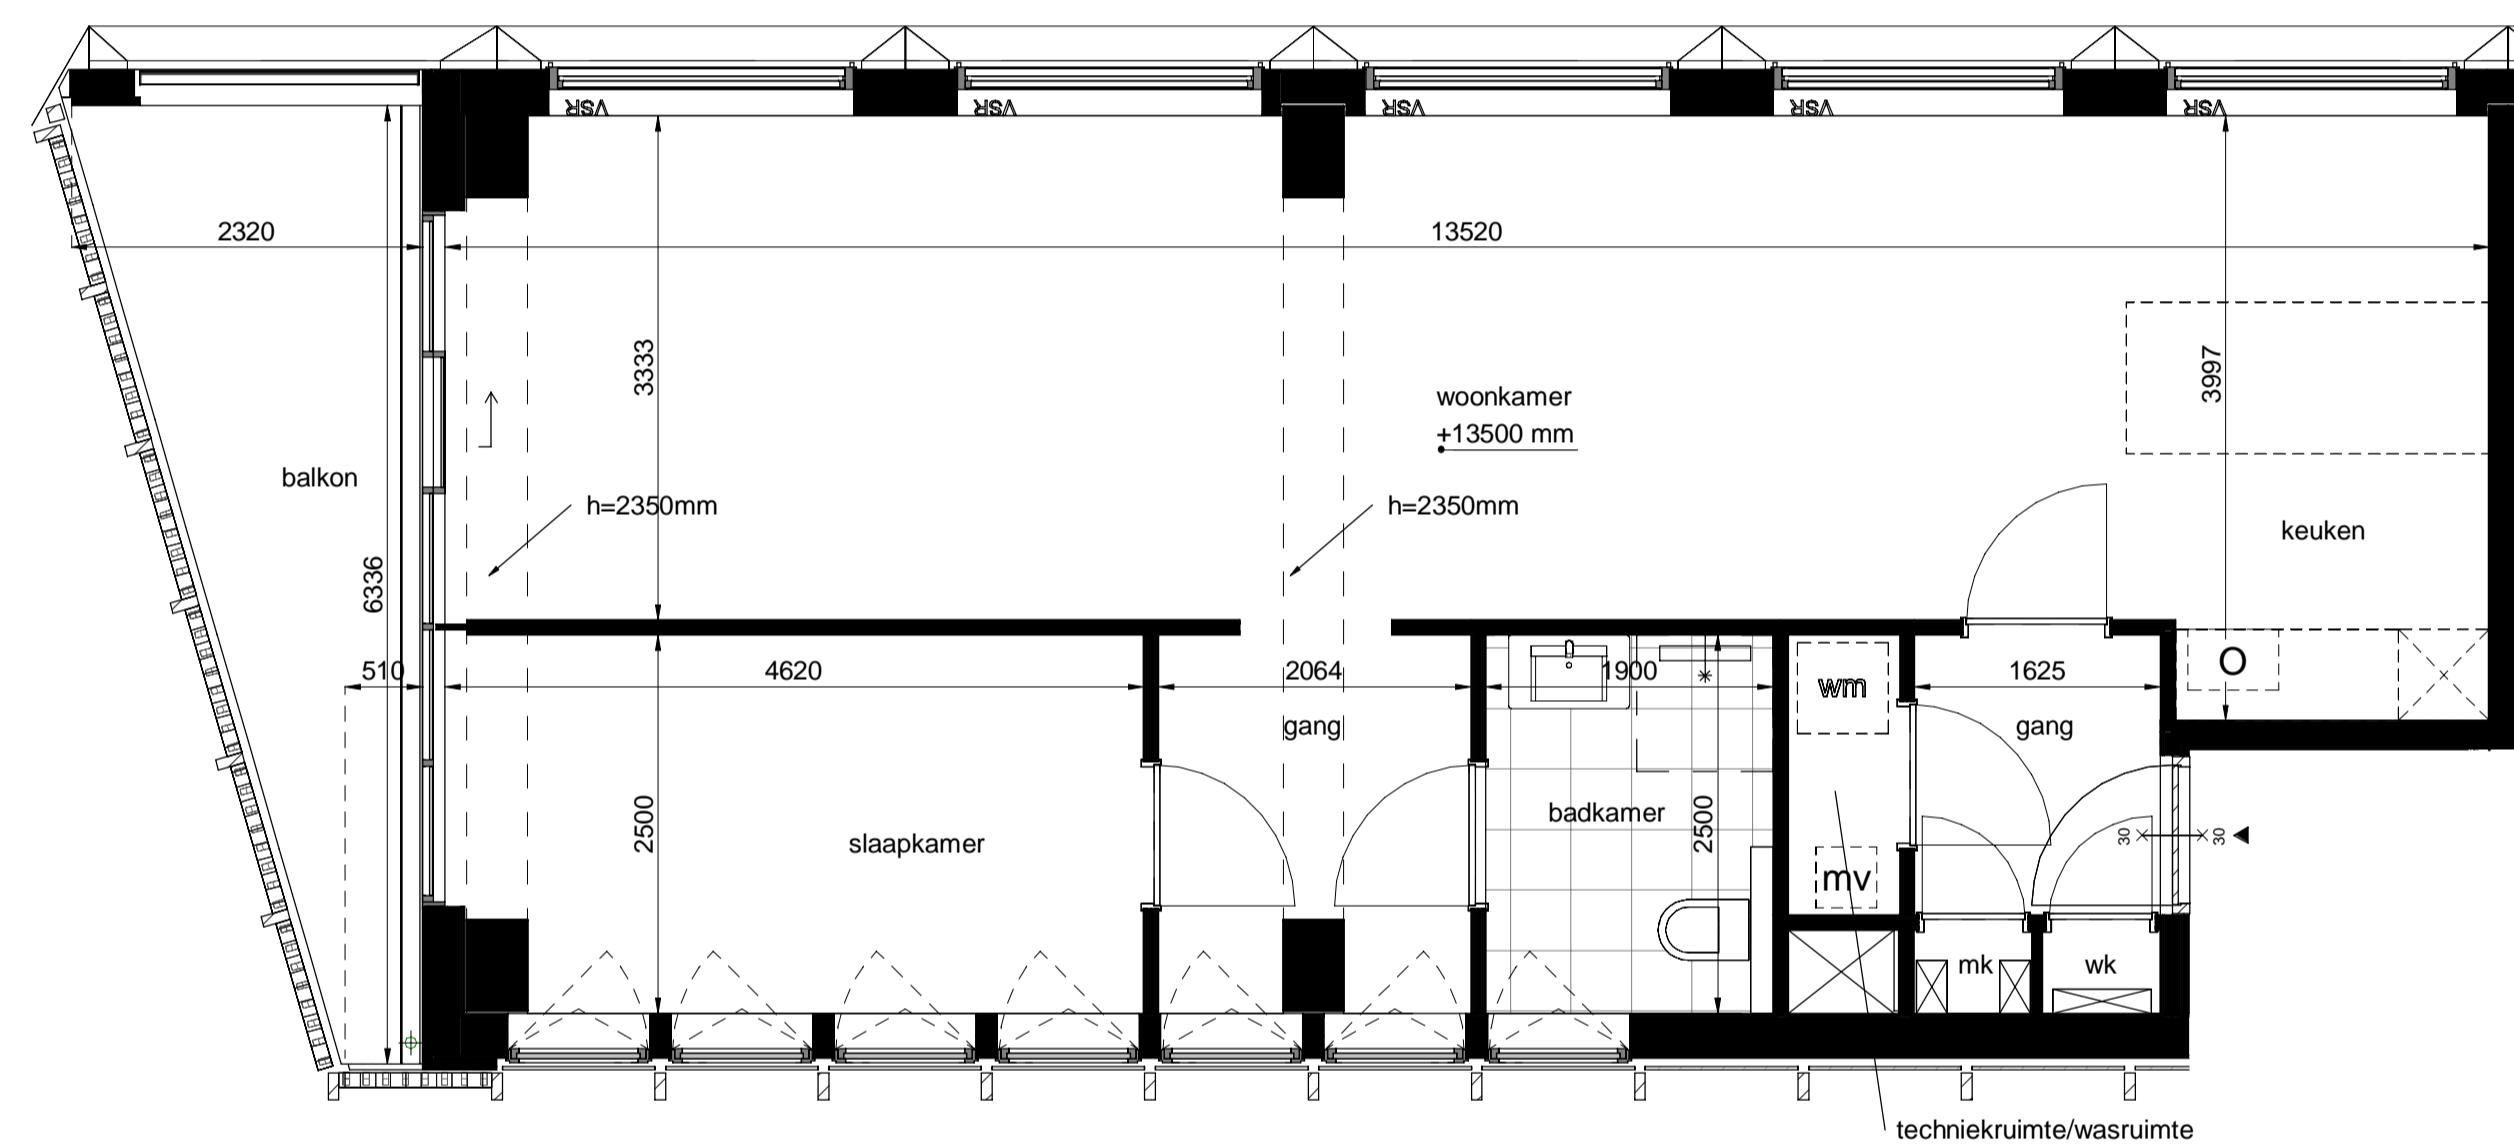 VSR
VSR
VSR
VSR
VSR
2320
13520
3333
3997
woonkamer
+13500 mm
balkon
h=2350mm
h=2350mm
keuken
6336
510
4620
2064
1900
1625
O
wm
gang
gang
2500
slaapkamer
badkamer
2500
30
30
mv
mk
wk
techniekruimte/wasruimte